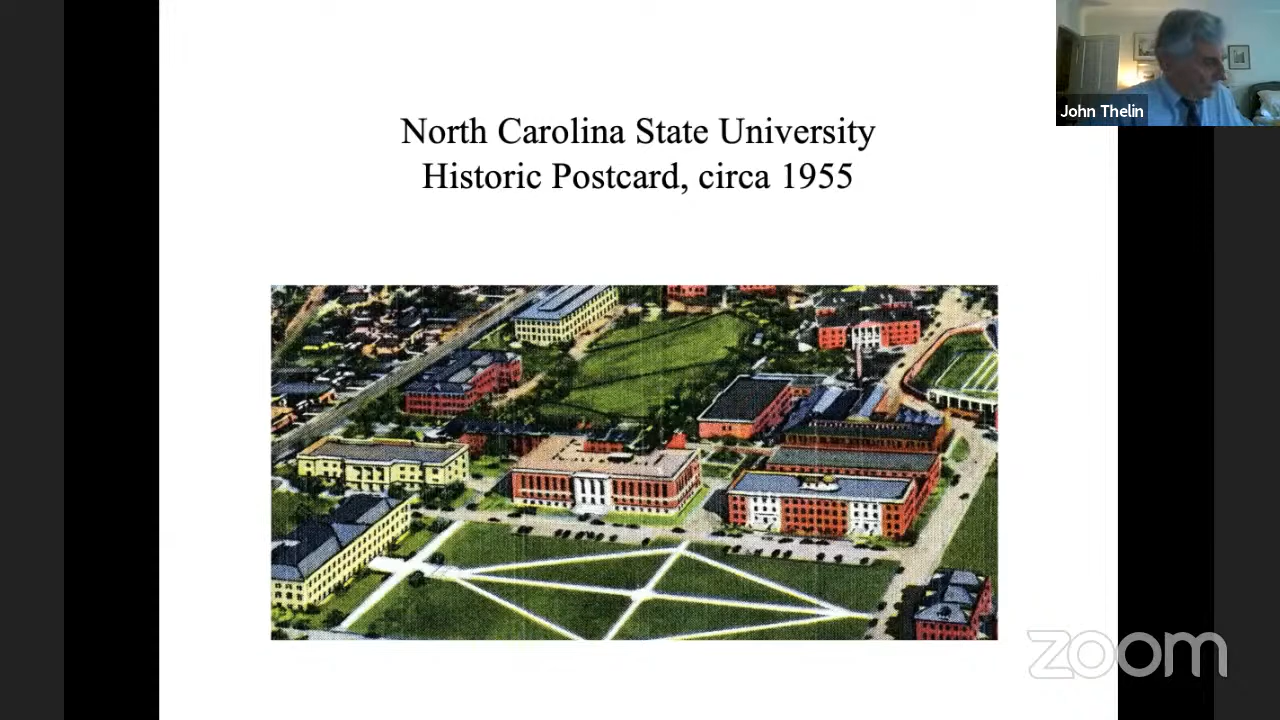 North Carolina State University
Historic Postcard, circa 1955
John Thelin
zoom